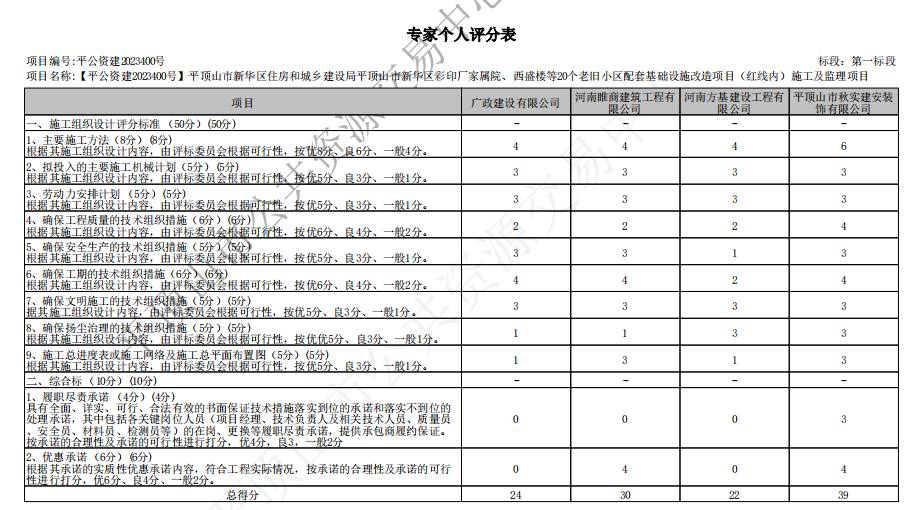 专家个人评分表
项目编号:平公资建2023400号 标段: 第一标段
项目名称:【平公资建2023400号】平顶山市新华区住房和城乡建设局平顶山市新华区彩印厂家属院、西盛楼等20个老旧小区配套基础设施改造项目（红线内）施工及监理项目
项目 广政建设有限公司 河南睢商建筑工程有限公司 河南方基建设工程有限公司 平顶山市秋实建安装饰有限公司
一、施工组织设计评分标准 （50分）(50分) – – – –
1、主要施工方法（8分）(8分)
根据其施工组织设计内容，由评标委员会根据可行性，按优8分、良6分、一般4分。 4 4 4 6
2、拟投入的主要施工机械计划（5分）(5分)
根据其施工组织设计内容，由评标委员会根据可行性，按优5分、良3分、一般1分。 3 3 3 3
3、劳动力安排计划 （5分）(5分)
根据其施工组织设计内容，由评标委员会根据可行性，按优5分、良3分、一般1分。 3 3 3 3
4、确保工程质量的技术组织措施（6分）(6分)
根据其施工组织设计内容，由评标委员会根据可行性，按优6分、良4分、一般2分。 2 2 2 4
5、确保安全生产的技术组织措施（5分）(5分)
根据其施工组织设计内容，由评标委员会根据可行性，按优5分、良3分、一般1分。 3 3 1 3
6、确保工期的技术组织措施（6分）(6分)
根据其施工组织设计内容，由评标委员会根据可行性，按优6分、良4分、一般2分。 4 4 2 4
7、确保文明施工的技术组织措施（5分）(5分)
据其施工组织设计内容，由评标委员会根据可行性，按优5分、良3分、一般1分。 3 3 3 3
8、确保扬尘治理的技术组织措施（5分）(5分)
根据其施工组织设计内容，由评标委员会根据可行性，按优优5分、良3分、一般1分。 1 1 3 3
9、施工总进度表或施工网络及施工总平面布置图（5分）(5分)
根据其施工组织设计内容，由评标委员会根据可行性，按优5分、良3分、一般1分。 1 3 1 3
二、综合标（10分）(10分) – – – –
1、履职尽责承诺 （4分）(4分)
具有全面、详实、可行、合法有效的书面保证技术措施落实到位的承诺和落实不到位的
处理承诺，其中包括各关键岗位人员（项目经理、技术负责人及相关技术人员、质量员
、安全员、材料员、检测员等）的在岗、更换等履职尽责承诺，提供承包商履约保证。
按承诺的合理性及承诺的可行性进行打分，优4分，良3，一般2分 0 0 0 3
2、优惠承诺（6分）(6分)
根据其承诺的实质性优惠承诺内容，符合工程实际情况，按承诺的合理性及承诺的可行
性进行打分，优6分、良4分、一般2分。 0 4 0 4
总得分 24 30 22 39
平顶山市公共资源交易中心
平顶山市公共资源交易中